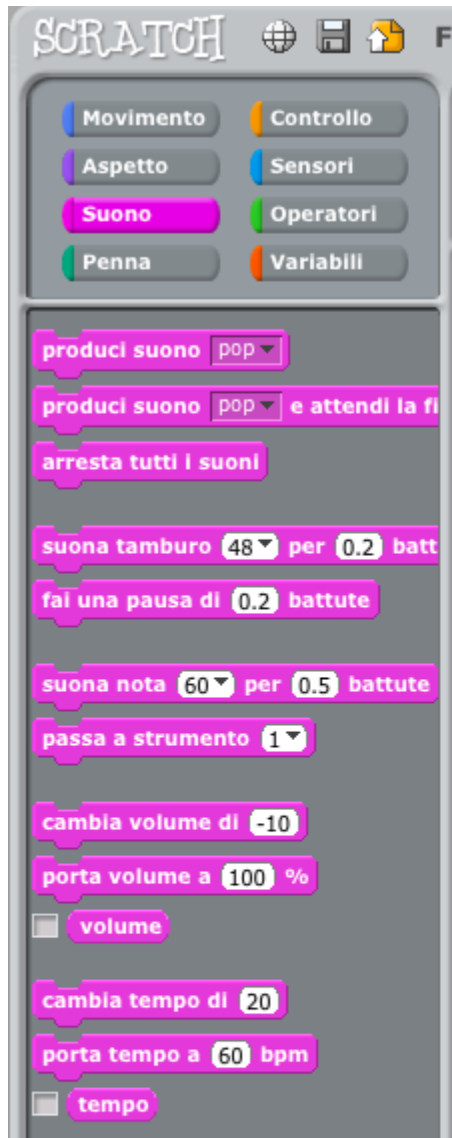 SCRATCH F
Movimento Controllo
Aspetto Sensori
Suono Operatori
Penna Variabili
produci suono pop
produci suono pop e attendi la fi
arresta tutti i suoni
suona tamburo 48 per 0.2 batt
fai una pausa di 0.2 battute
suona nota 60 per 0.5 battute
passa a strumento 1
cambia volume di -10
porta volume a 100 %
volume
cambia tempo di 20
porta tempo a 60 bpm
tempo